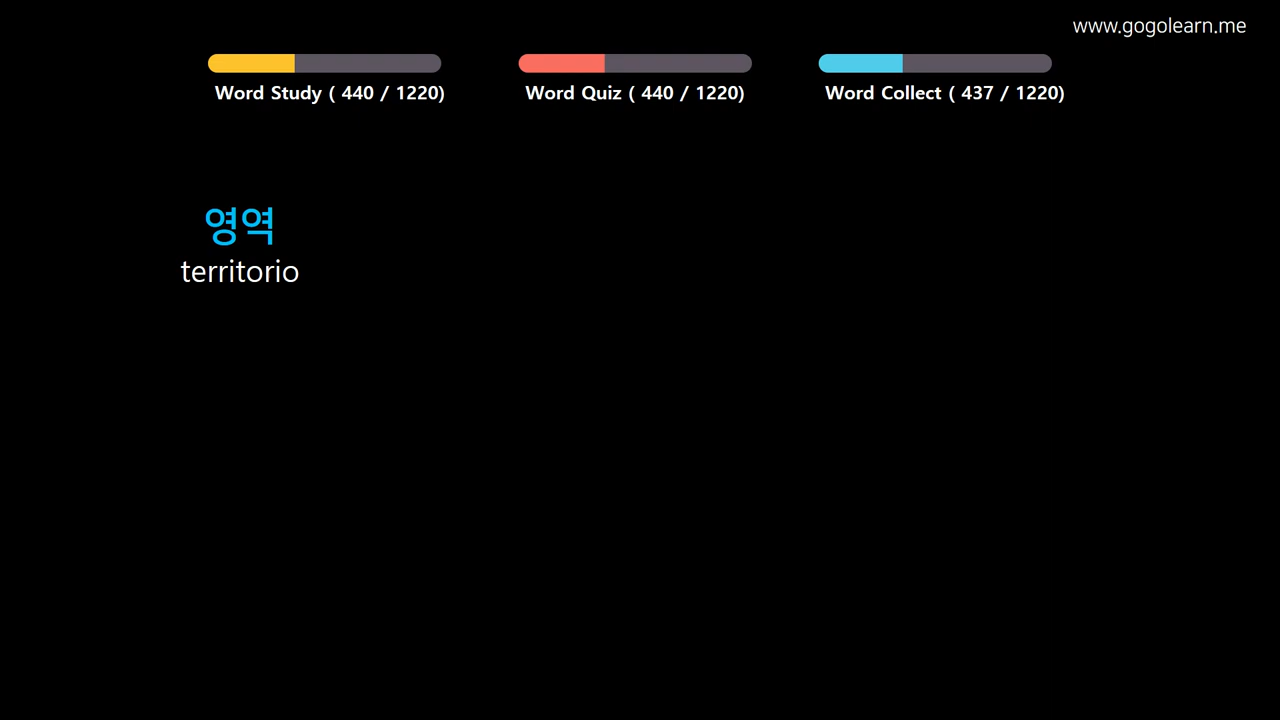 www.gogolearn.me
Word Study ( 440 / 1220)
Word Quiz ( 440 / 1220)
Word Collect ( 437 / 1220)
영역
territorio